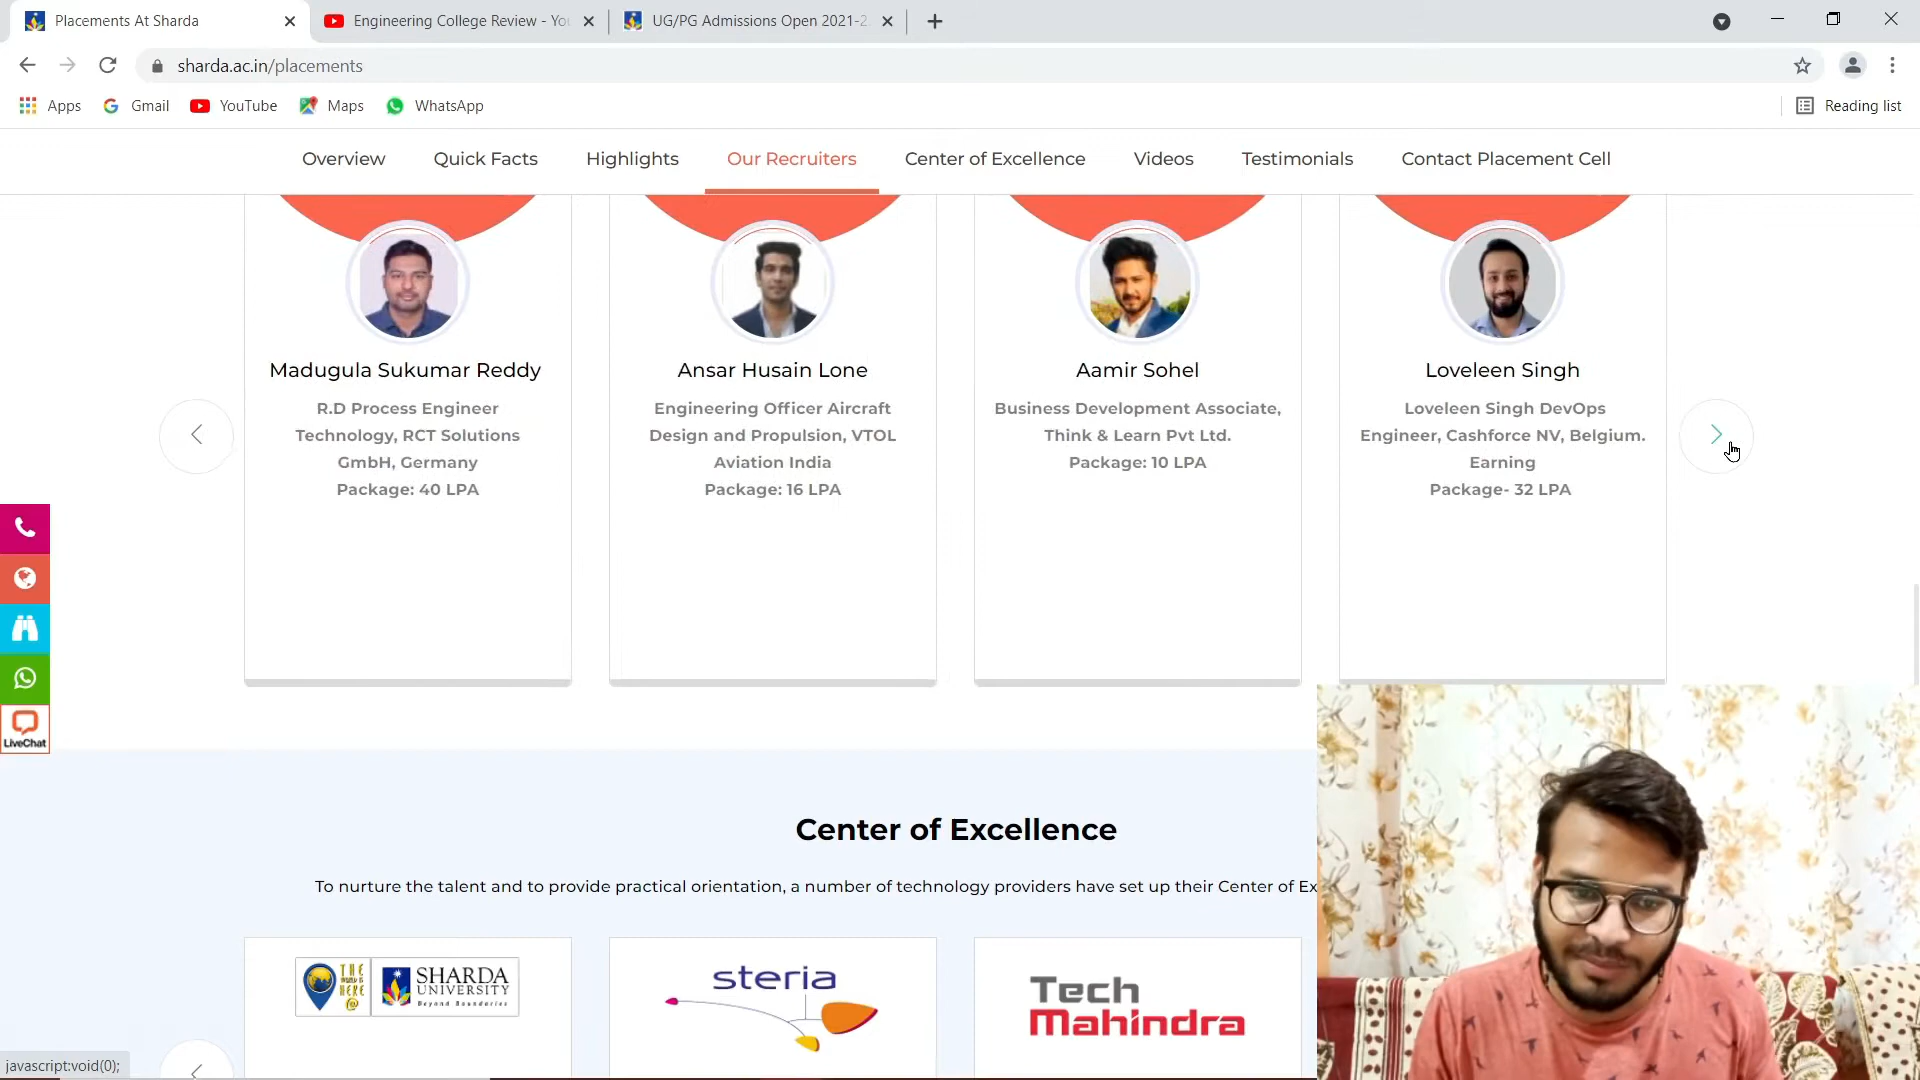 Placements At Sharda
Engineering College Review - Yo
UG/PG Admissions Open 2021-2
sharda.ac.in/placements
Apps
Gmail
YouTube
Maps
WhatsApp
Reading list
Overview
Quick Facts
Highlights
Our Recruiters
Center of Excellence
Videos
Testimonials
Contact Placement Cell
Madugula Sukumar Reddy
R.D Process Engineer
Technology, RCT Solutions
GmbH, Germany
Package: 40 LPA
Ansar Husain Lone
Engineering Officer Aircraft
Design and Propulsion, VTOL
Aviation India
Package: 16 LPA
Aamir Sohel
Business Development Associate,
Think & Learn Pvt Ltd.
Package: 10 LPA
Loveleen Singh
Loveleen Singh DevOps
Engineer, Cashforce NV, Belgium.
Earning
Package- 32 LPA
LiveChat
Center of Excellence
To nurture the talent and to provide practical orientation, a number of technology providers have set up their Center of Ex
THE
WORLD IS
HERE
@
SHARDA
UNIVERSITY
Beyond Boundaries
steria
Tech
Mahindra
javascript:void(0);